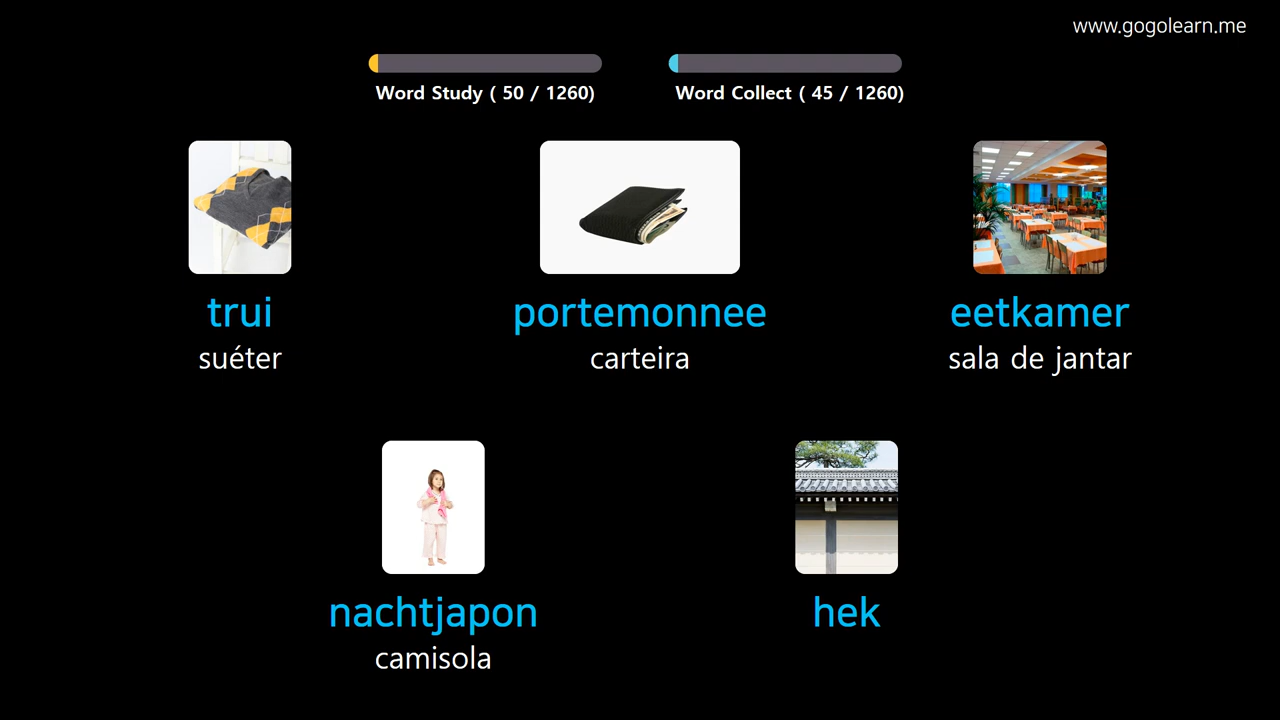 www.gogolearn.me
Word Study ( 50 / 1260)
Word Collect ( 45 / 1260)
trui
suéter
portemonnee
carteira
eetkamer
sala de jantar
nachtjapon
camisola
hek